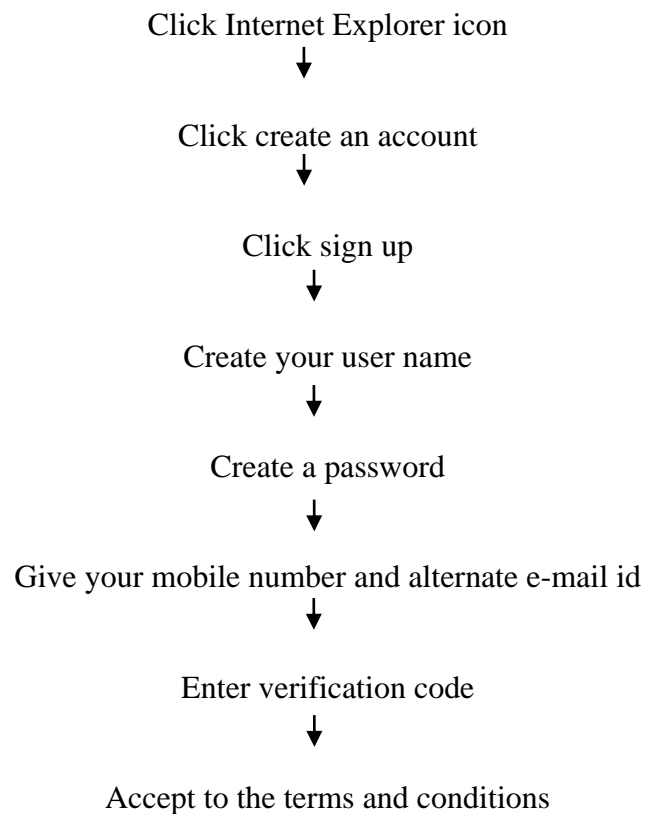 Click Internet Explorer icon
Click create an account
Click sign up
Create your user name
Create a password
Give your mobile number and alternate e-mail id
Enter verification code
Accept to the terms and conditions